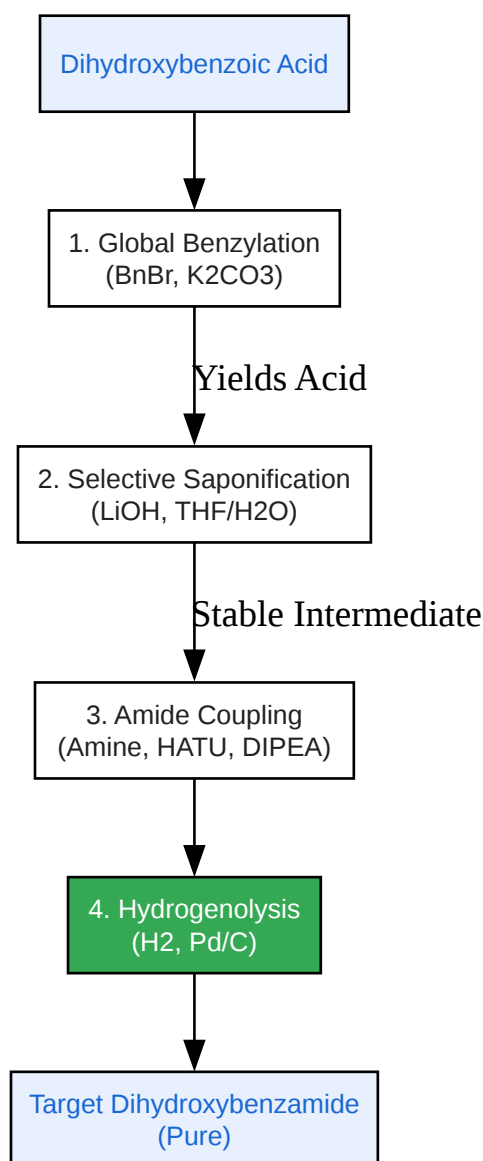 Dihydroxybenzoic Acid
1. Global Benzylation
(BnBr, K2CO3)
Yields Acid
2. Selective Saponification
(LiOH, THF/H2O)
Stable Intermediate
3. Amide Coupling
(Amine, HATU, DIPEA)
4. Hydrogenolysis
(H2, Pd/C)
Target Dihydroxybenzamide
(Pure)